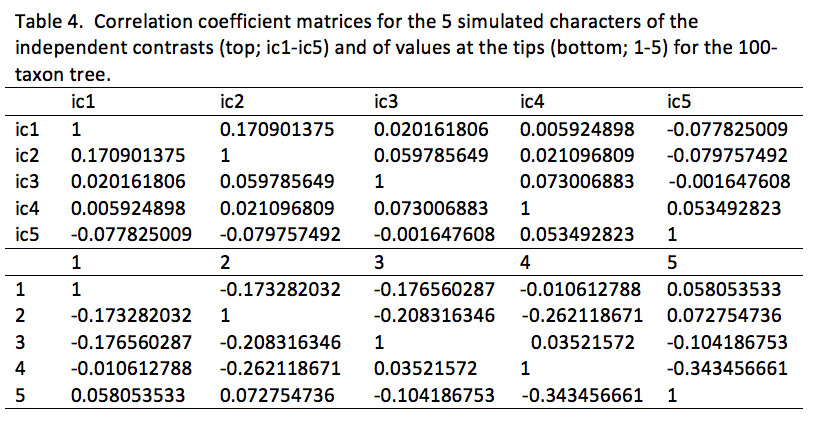 Table 4. Correlation coefficient matrices for the 5 simulated characters of the
independent contrasts (top; ic1-ic5) and of values at the tips (bottom; 1-5) for the 100-
taxon tree.
ic1 ic2 ic3 ic4 ic5
ic1 1 0.170901375 0.020161806 0.005924898 -0.077825009
ic2 0.170901375 1 0.059785649 0.021096809 -0.079757492
ic3 0.020161806 0.059785649 1 0.073006883 -0.001647608
ic4 0.005924898 0.021096809 0.073006883 1 0.053492823
ic5 -0.077825009 -0.079757492 -0.001647608 0.053492823 1
1 2 3 4 5
1 1 -0.173282032 -0.176560287 -0.010612788 0.058053533
2 -0.173282032 1 -0.208316346 -0.262118671 0.072754736
3 -0.176560287 -0.208316346 1 0.03521572 -0.104186753
4 -0.010612788 -0.262118671 0.03521572 1 -0.343456661
5 0.058053533 0.072754736 -0.104186753 -0.343456661 1